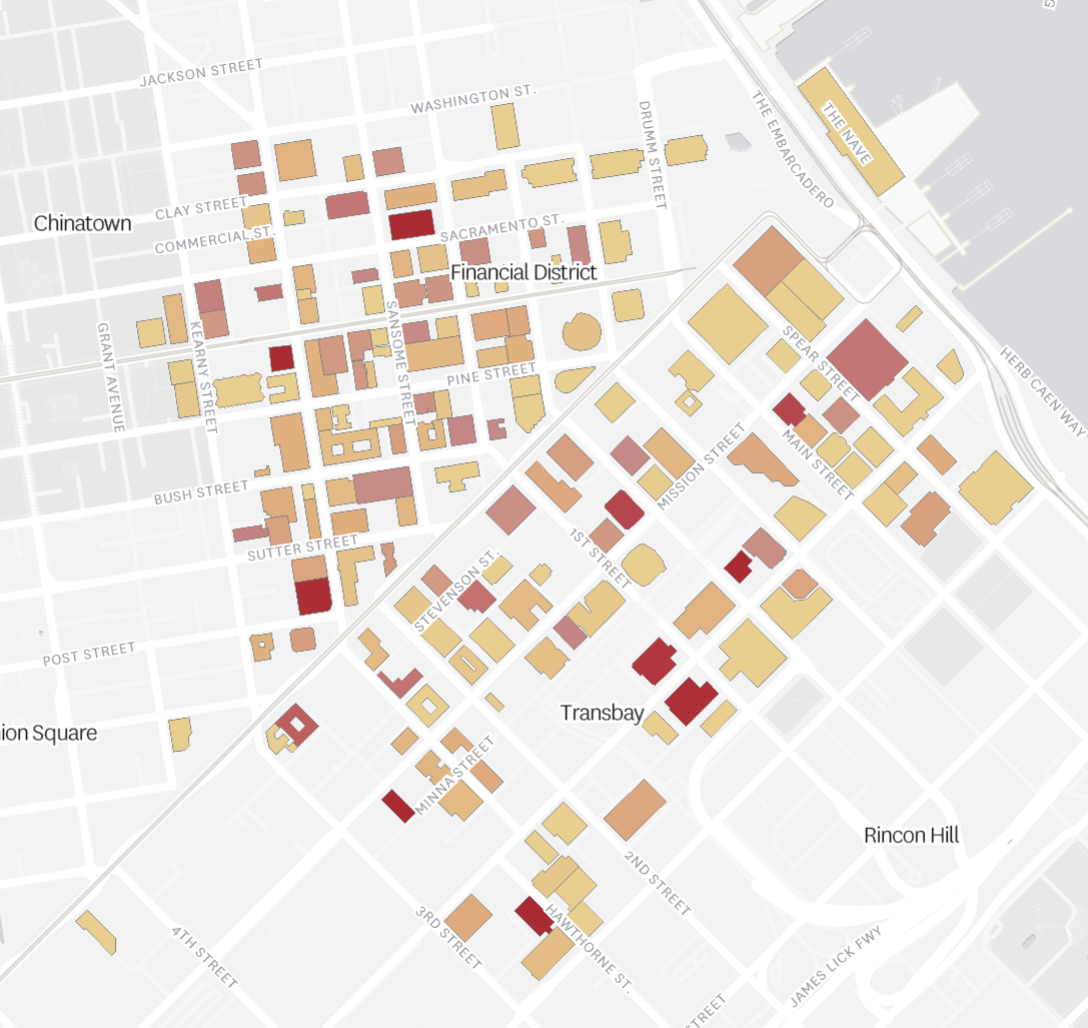 JACKSON STREET
WASHINGTON ST.
THE EMBARCADERO
THE NAVE
DRUMM STREET
CLAY STREET
Chinatown
COMMERCIAL ST.
SACRAMENTO ST.
Financial District
GRANT AVENUE
KEARNY STREET
SANSOME STREET
PINE STREET
SPEAR STREET
HERB CAEN WAY
MAIN STREET
MISSION STREET
BUSH STREET
SUTTER STREET
1ST STREET
STEVENSON ST.
POST STREET
ion Square
Transbay
MINNA STREET
Rincon Hill
2ND STREET
3RD STREET
HAWTHORNE ST.
4TH STREET
JAMES LICK FWY
STREET